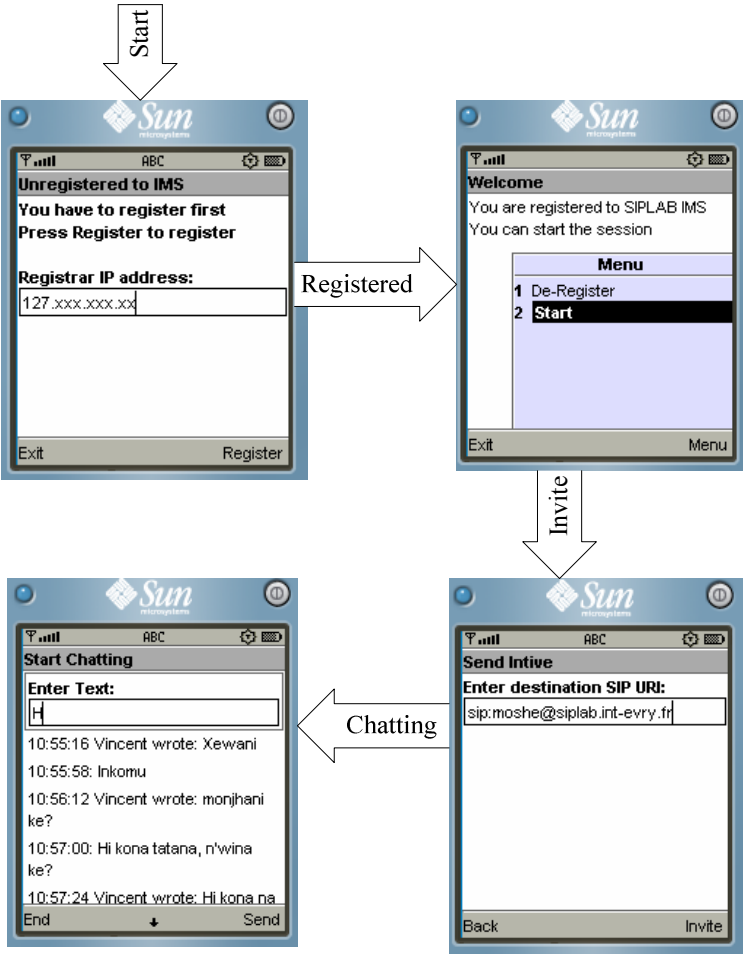 Start
Sun
microsystems
ABC
Unregistered to IMS
You have to register first
Press Register to register
Registrar IP address:
127.xxx.xxx.xx
Exit
Register
Registered
Sun
microsystems
Welcome
You are registered to SIPLAB IMS
You can start the session
Menu
1 De-Register
2 Start
Exit
Menu
Invite
Sun
microsystems
ABC
Send Intive
Enter destination SIP URI:
sip:moshe@siplab.int-evry.fr
Back
Invite
Chatting
Sun
microsystems
ABC
Start Chatting
Enter Text:
H
10:55:16 Vincent wrote: Xewani
10:55:58: Inkomu
10:56:12 Vincent wrote: monjhani
ke?
10:57:00: Hi kona tatana, n'wina
ke?
10:57:24 Vincent wrote: Hi kona na
End
Send